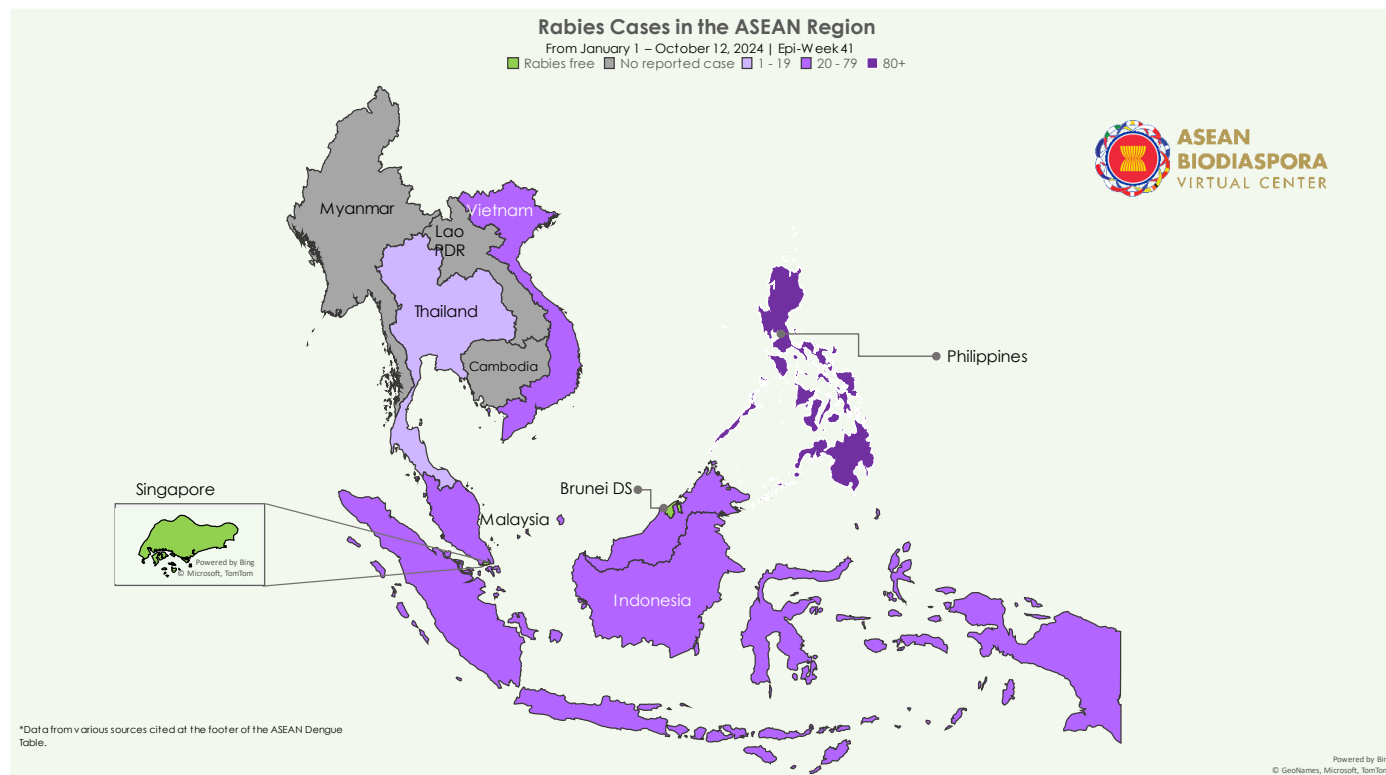 Rabies Cases in the ASEAN Region
From January 1 – October 12, 2024 | Epi-Week 41
Rabies free No reported case 1 - 19 20 - 79 80+
ASEAN
BIODIASPORA
VIRTUAL CENTER
Myanmar
Vietnam
Lao
PDR
Thailand
Cambodia
Philippines
Singapore
Brunei DS
Malaysia
Powered by Bing
© Microsoft, TomTom
Indonesia
*Data from various sources cited at the footer of the ASEAN Dengue
Table.
Powered by Bin
© GeoNames, Microsoft, TomTom